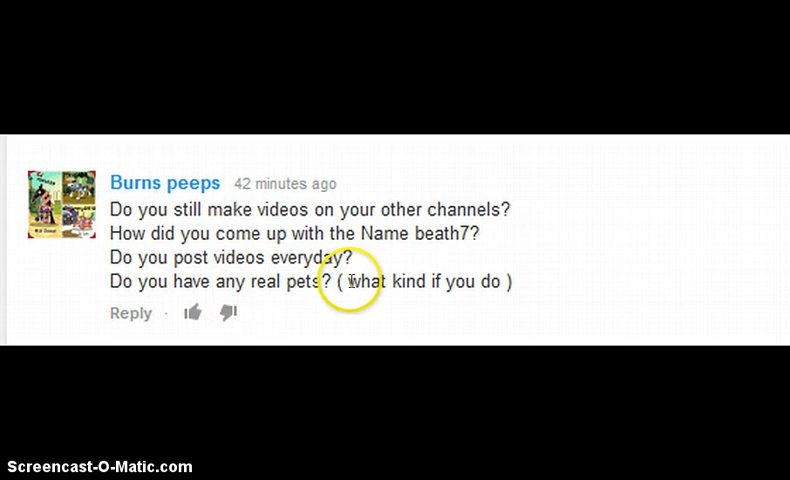 Burns peeps 42 minutes ago
Do you still make videos on your other channels?
How did you come up with the Name beath7?
Do you post videos everyday?
Do you have any real pets? ( what kind if you do )
Reply ·
Screencast-O-Matic.com